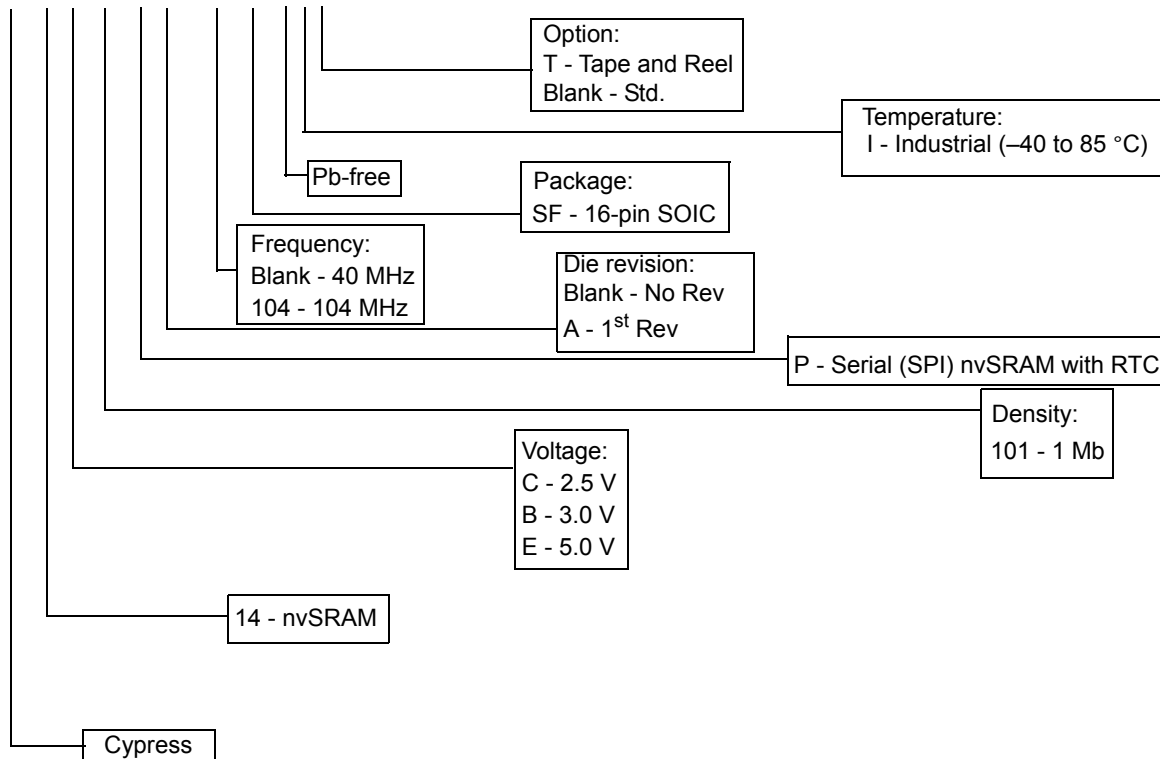 Option:
T - Tape and Reel
Blank - Std.
Temperature:
I - Industrial (–40 to 85 °C)
Pb-free
Package:
SF - 16-pin SOIC
Frequency:
Blank - 40 MHz
104 - 104 MHz
Die revision:
Blank - No Rev
A - 1st Rev
P - Serial (SPI) nvSRAM with RTC
Density:
101 - 1 Mb
Voltage:
C - 2.5 V
B - 3.0 V
E - 5.0 V
14 - nvSRAM
Cypress